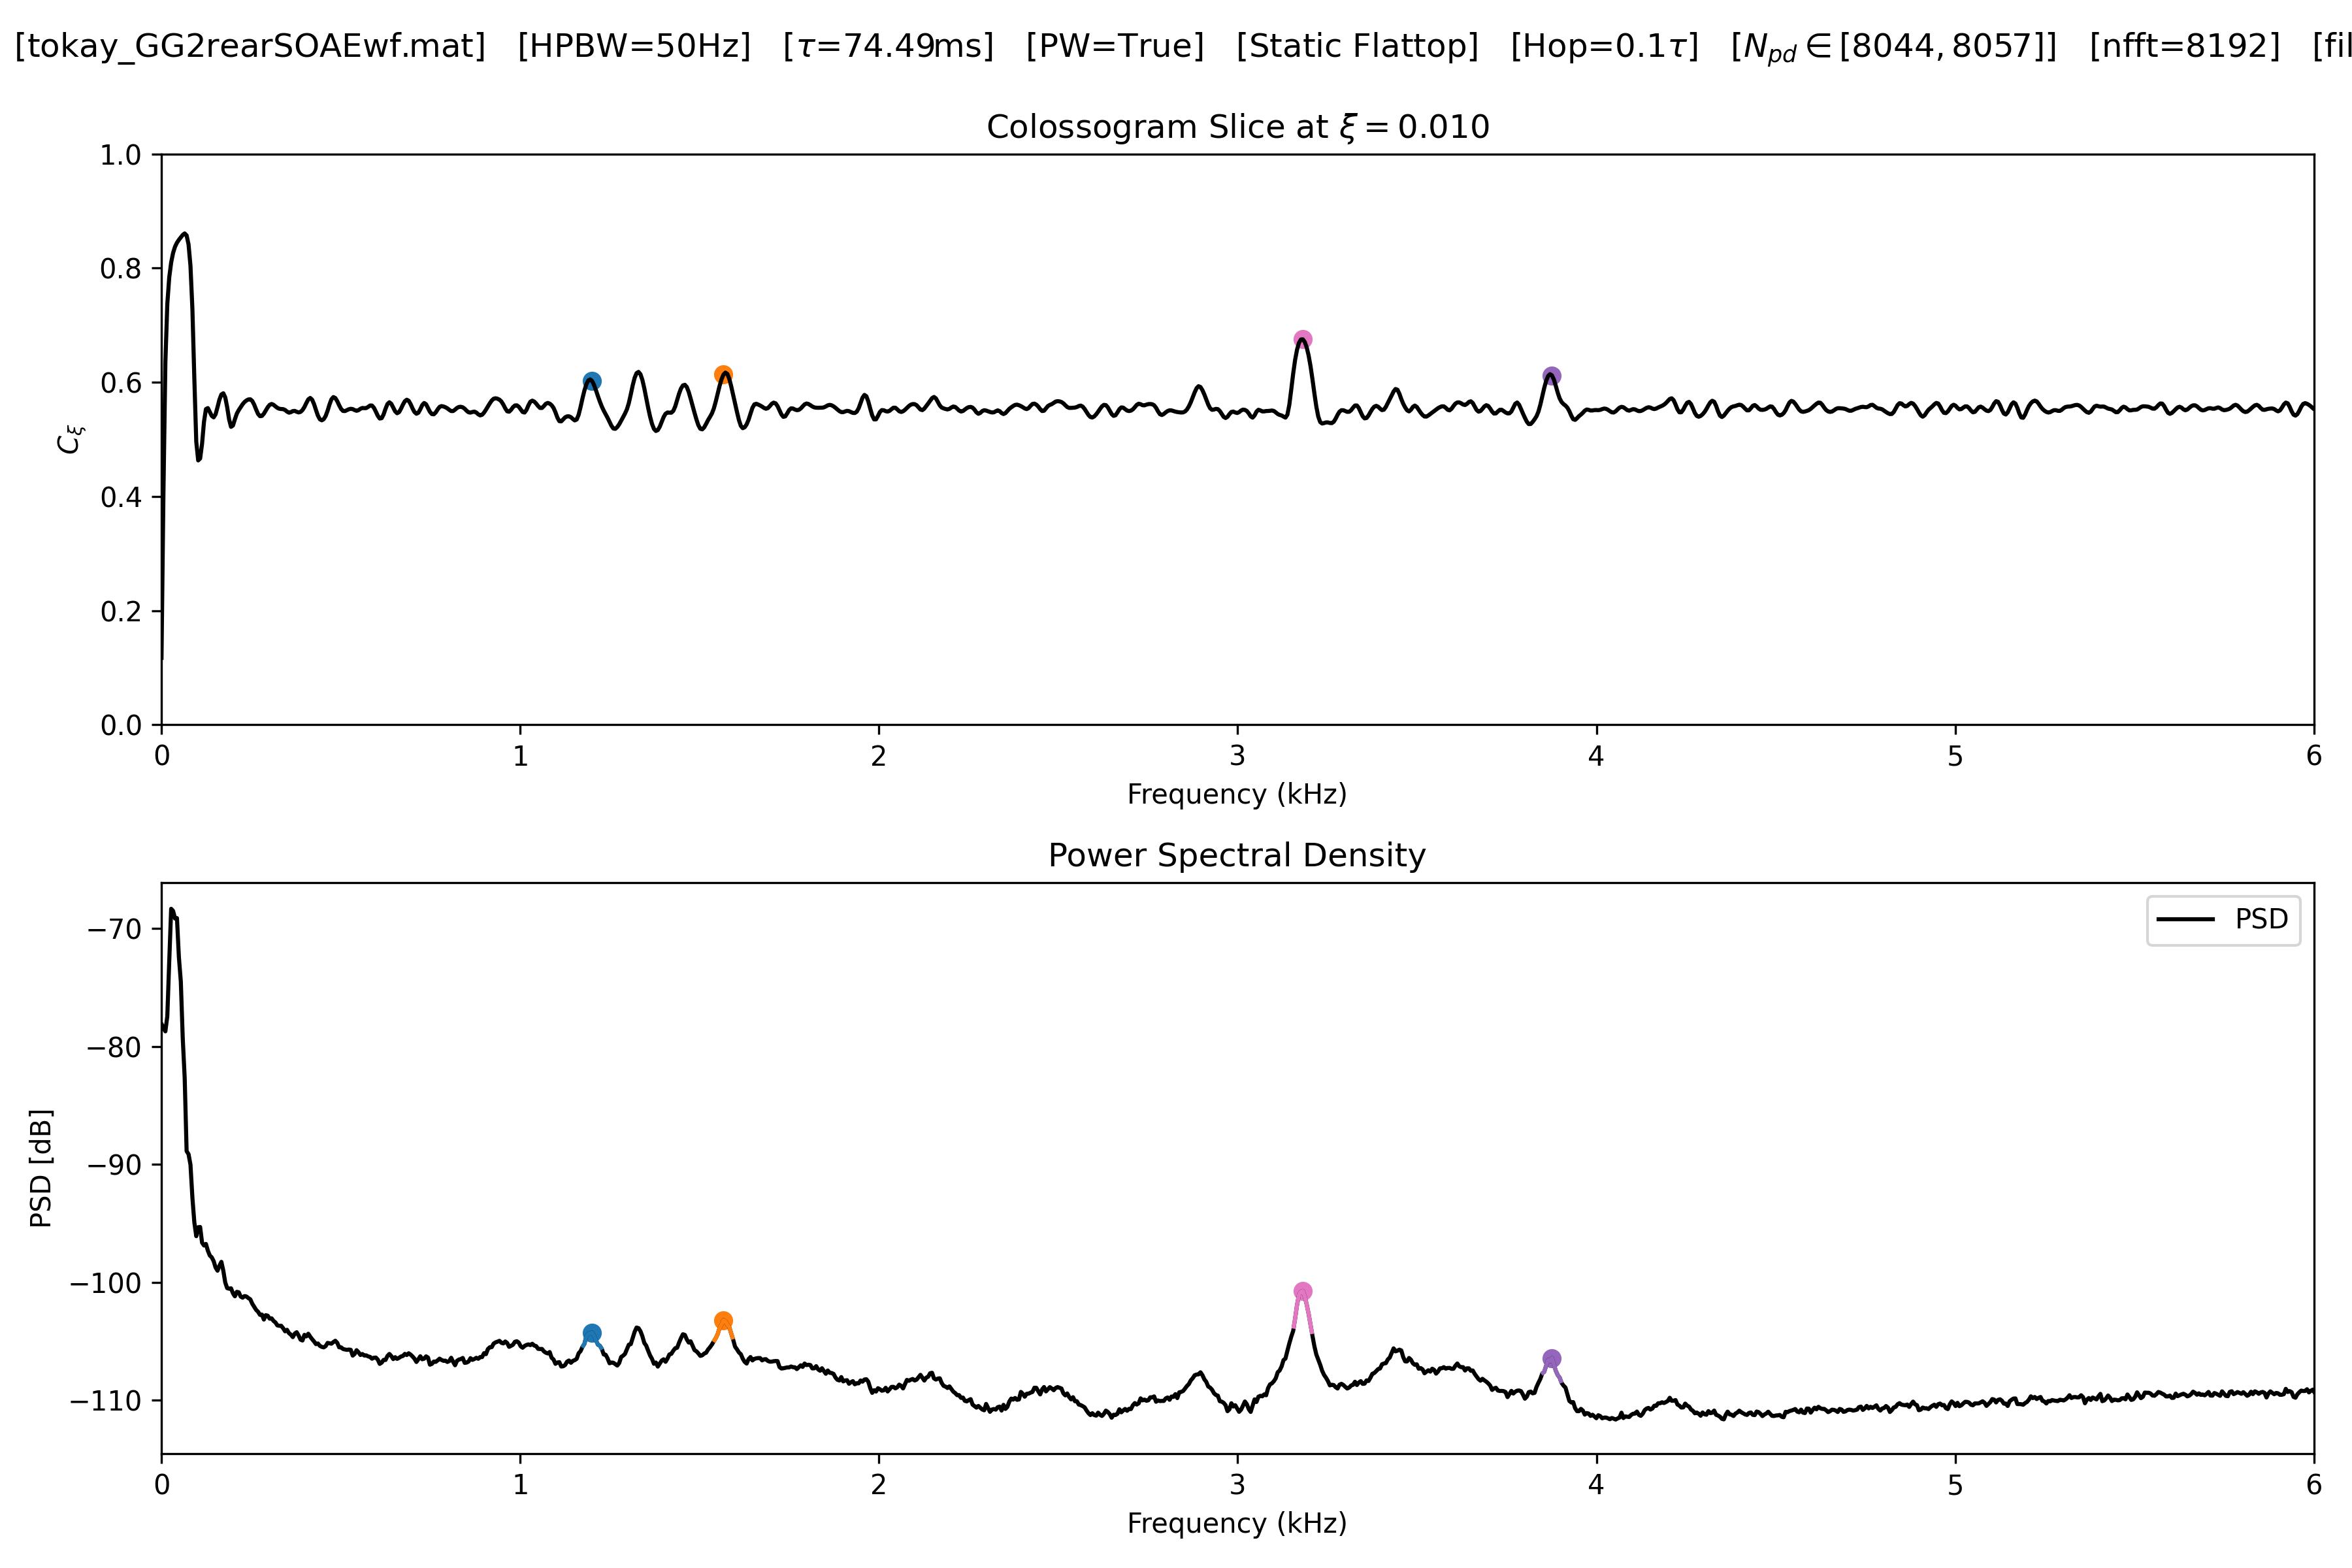 [tokay_GG2rearSOAEwf.mat] [HPBW=50Hz] [τ=74.49ms] [PW=True] [Static Flattop] [Hop=0.1τ] [N_pd ∈ [8044, 8057]] [nfft=8192] [fil
Colossogram Slice at ξ = 0.010
1.0
0.8
0.6
0.4
0.2
0.0
C_ξ
0 1 2 3 4 5 6
Frequency (kHz)
Power Spectral Density
PSD
−70
−80
−90
−100
−110
PSD [dB]
0 1 2 3 4 5 6
Frequency (kHz)